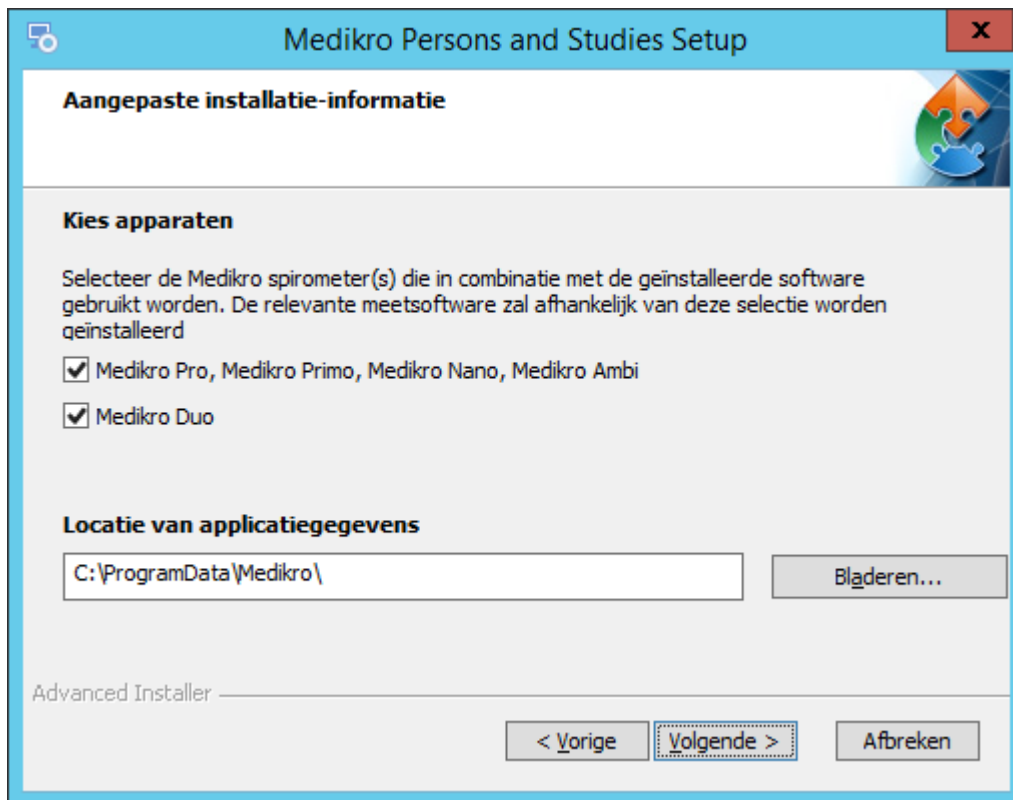 Medikro Persons and Studies Setup
x
Aangepaste installatie-informatie
Kies apparaten
Selecteer de Medikro spirometer(s) die in combinatie met de geïnstalleerde software
gebruikt worden. De relevante meetsoftware zal afhankelijk van deze selectie worden
geïnstalleerd
Medikro Pro, Medikro Primo, Medikro Nano, Medikro Ambi
Medikro Duo
Locatie van applicatiegegevens
C:\ProgramData\Medikro\
Bladeren...
Advanced Installer
< Vorige
Volgende >
Afbreken